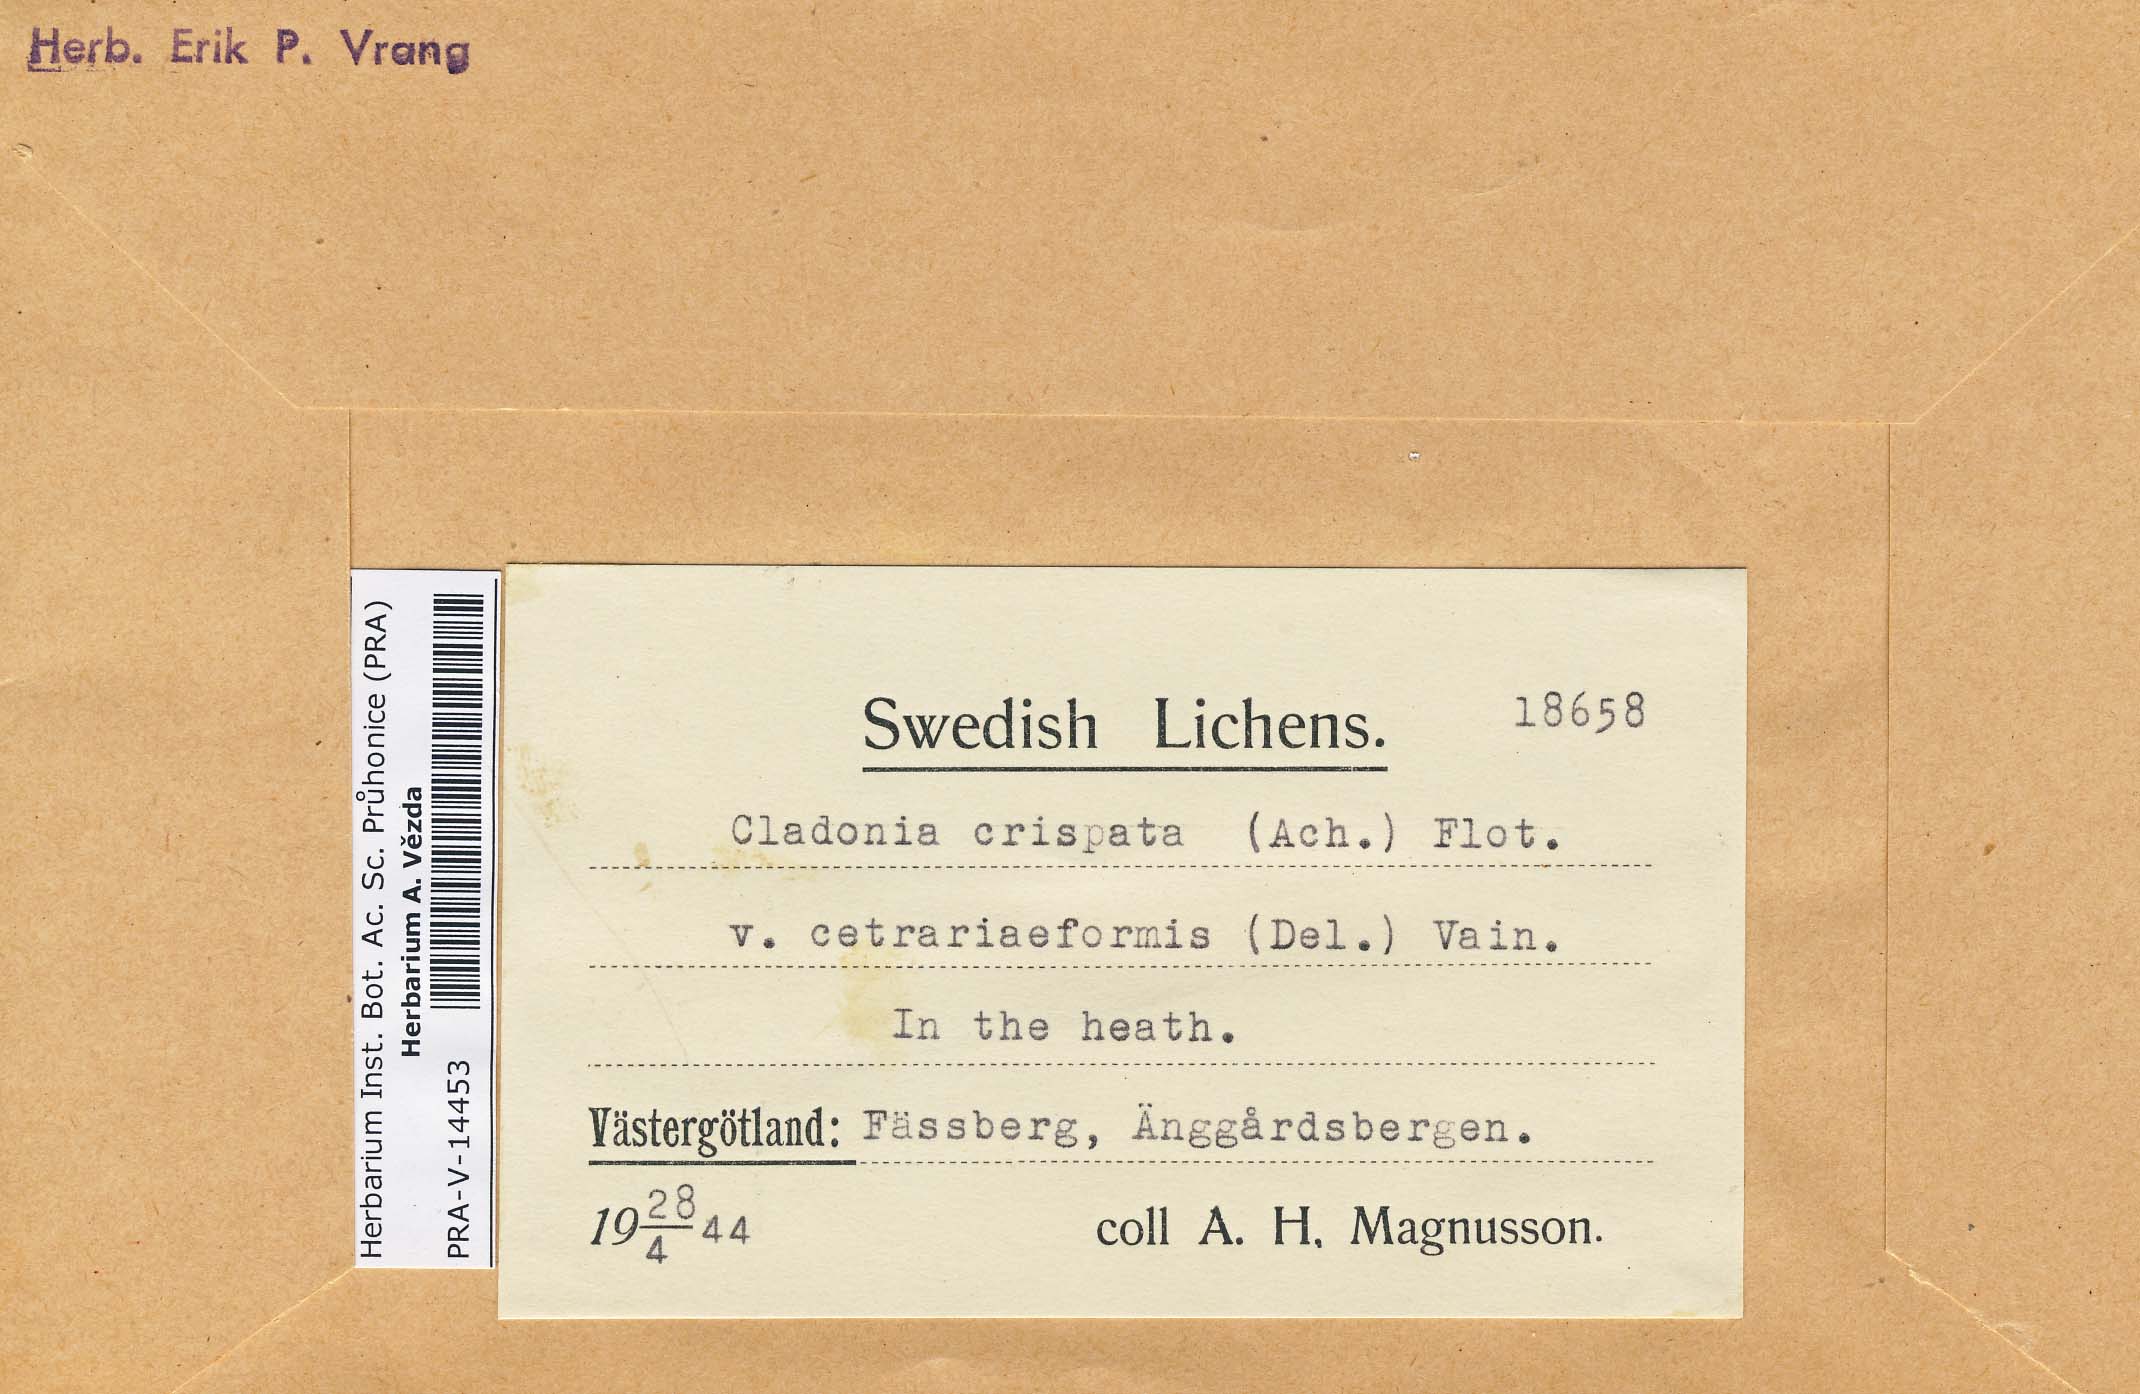 Herb. Erik P. Vrang
Herbarium Inst. Bot. Ac. Sc. Průhonice (PRA)
Herbarium A. Vězda
PRA-V-14453
Swedish Lichens.
18658
Cladonia crispata (Ach.) Flot.
v. cetrariaeformis (Del.) Vain.
In the heath.
Västergötland: Fässberg, Änggårdsbergen.
19 28/4 44
coll A. H. Magnusson.